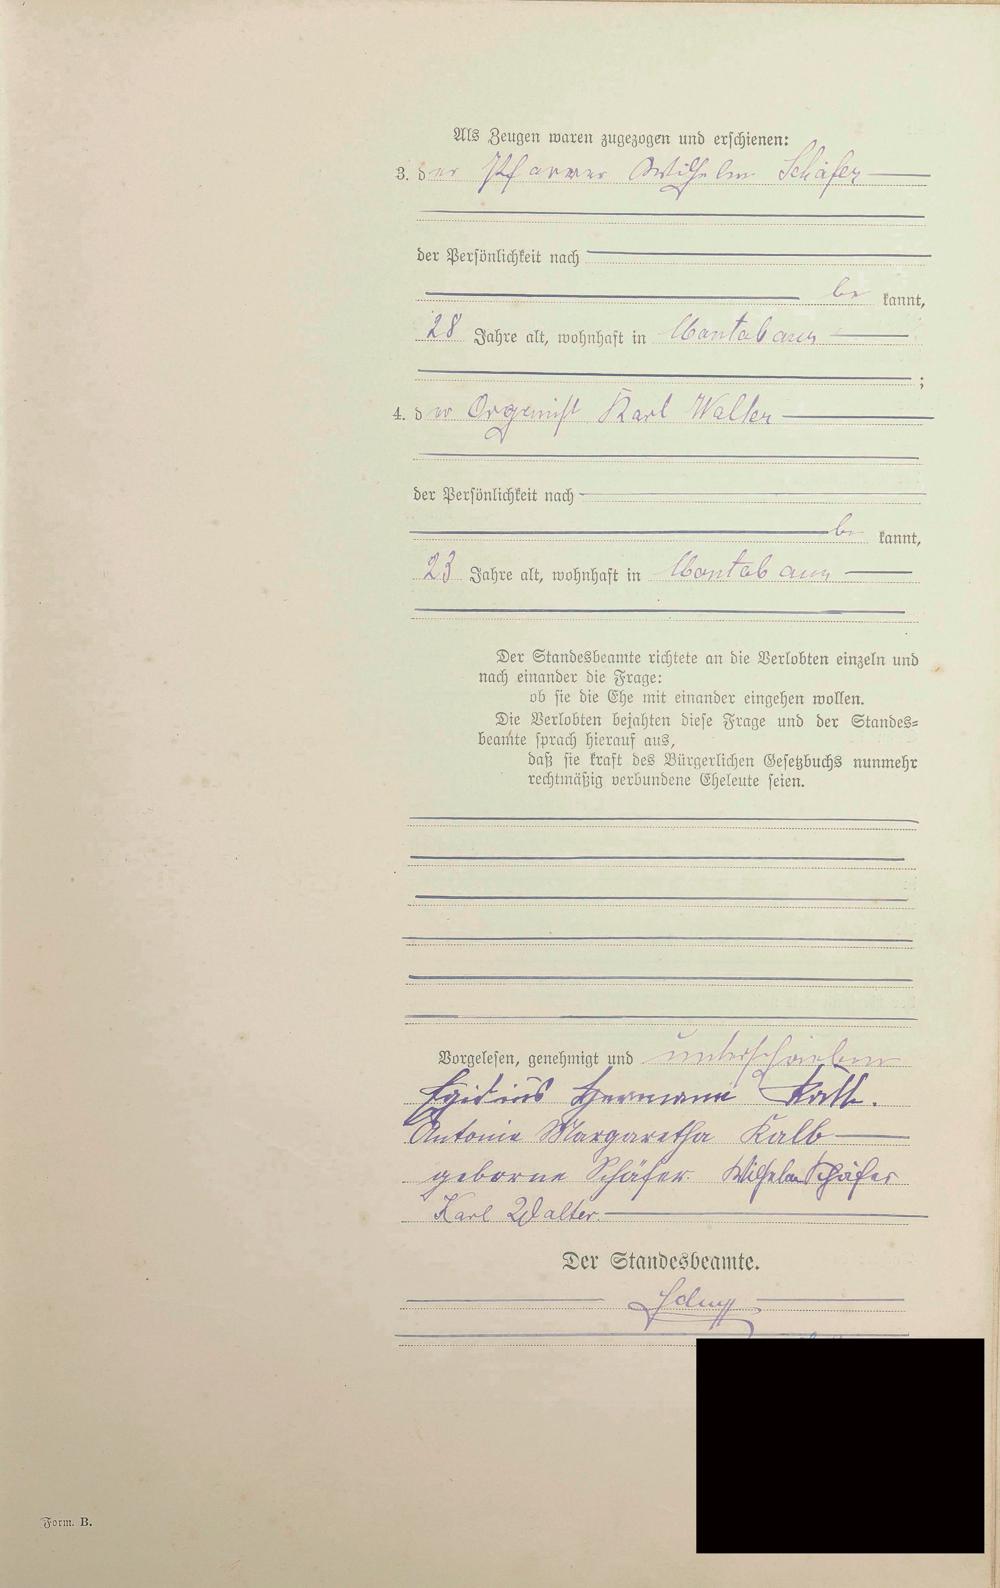 Als Zeugen waren zugezogen und erschienen:
3. der Pfarrer Wilhelm Schäfer
der Persönlichkeit nach
be kannt,
28 Jahre alt, wohnhaft in Montabaur
;
4. der Organist Karl Walter
der Persönlichkeit nach
be kannt,
23 Jahre alt, wohnhaft in Montabaur
Der Standesbeamte richtete an die Verlobten einzeln und
nach einander die Frage:
ob sie die Ehe mit einander eingehen wollen.
Die Verlobten bejahten diese Frage und der Standes=
beamte sprach hierauf aus,
daß sie kraft des Bürgerlichen Gesetzbuchs nunmehr
rechtmäßig verbundene Eheleute seien.
Vorgelesen, genehmigt und unterschrieben
Egidius Hermann Kalb.
Antonie Margaretha Kalb
geborne Schäfer. Wilhelm Schäfer
Karl Walter.
Der Standesbeamte.
Form. B.